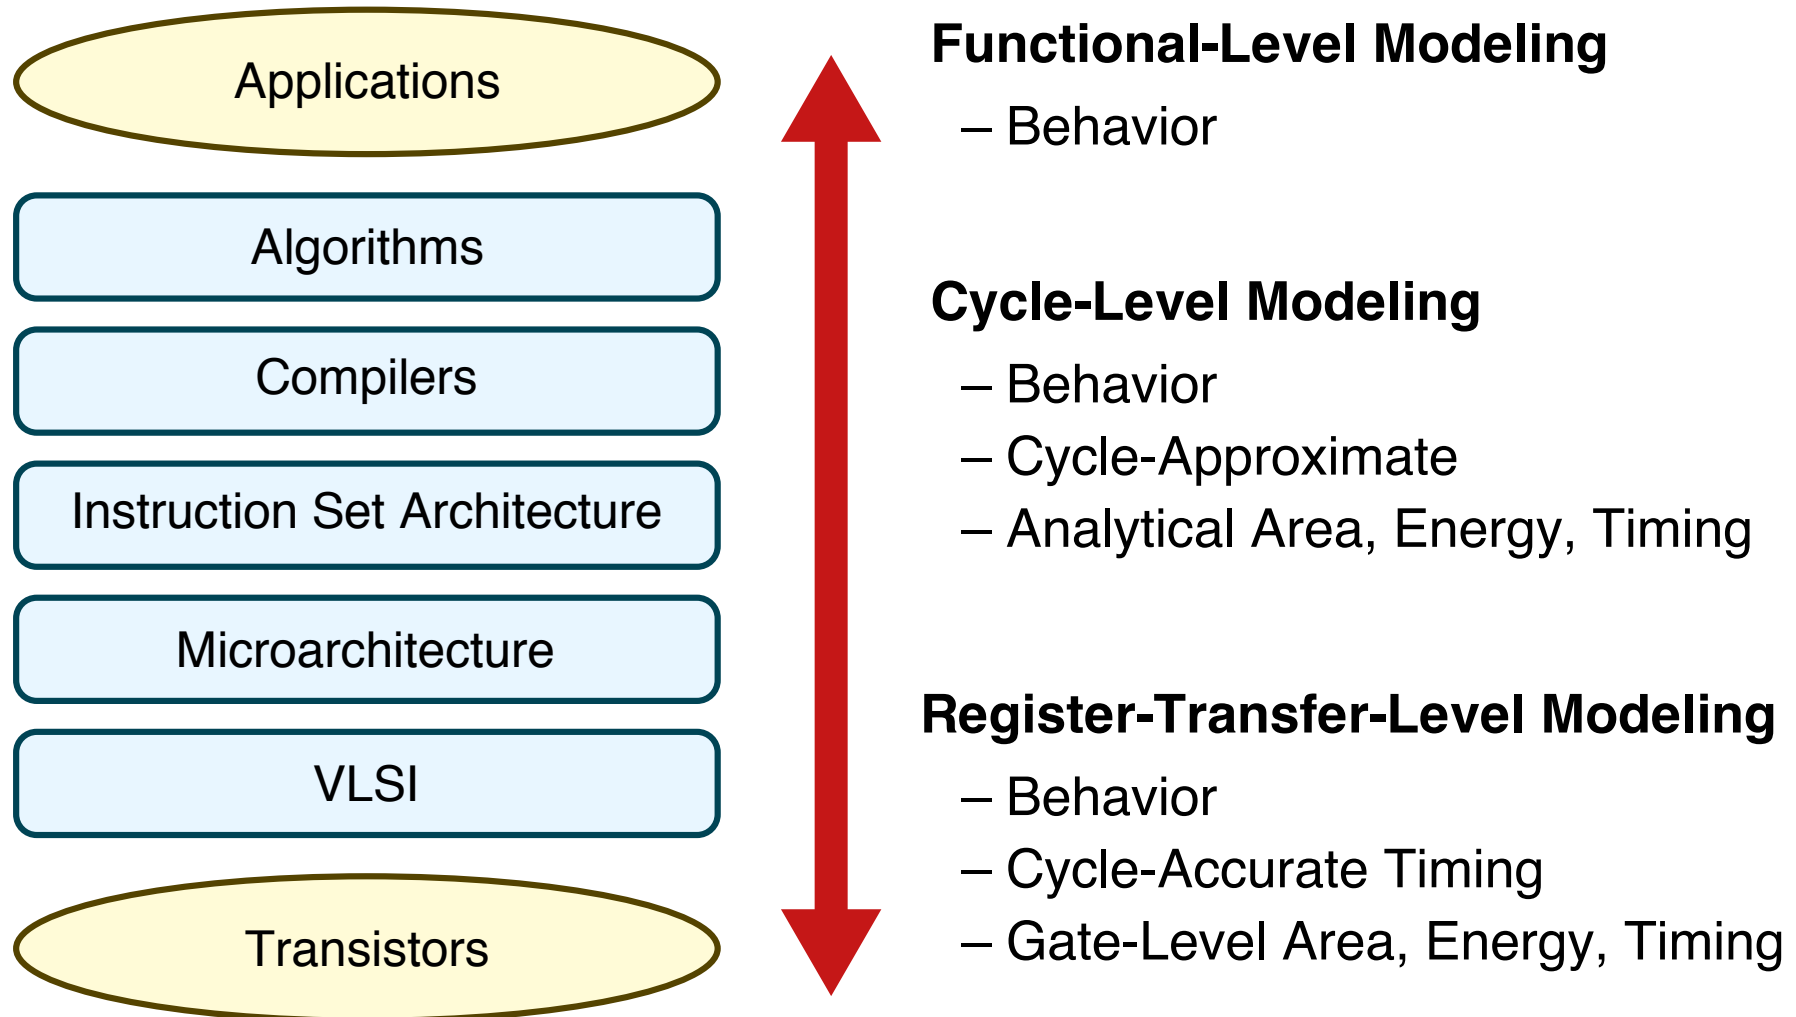 Applications
Algorithms
Compilers
Instruction Set Architecture
Microarchitecture
VLSI
Transistors
Functional-Level Modeling
– Behavior
Cycle-Level Modeling
– Behavior
– Cycle-Approximate
– Analytical Area, Energy, Timing
Register-Transfer-Level Modeling
– Behavior
– Cycle-Accurate Timing
– Gate-Level Area, Energy, Timing